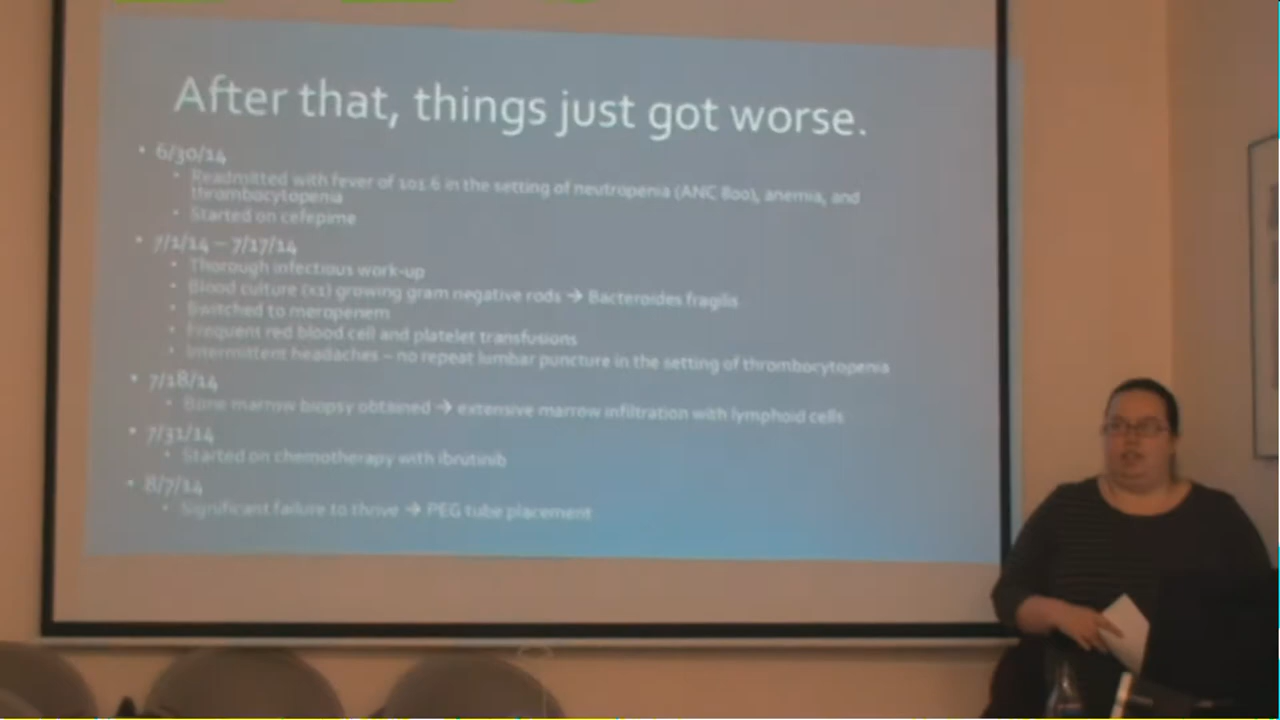 After that, things just got worse.
• 6/30/14
• Readmitted with fever of 101.6 in the setting of neutropenia (ANC 800), anemia, and
thrombocytopenia
• Started on cefepime
• 7/1/14 – 7/17/14
• Thorough infectious work-up
• Blood culture (x1) growing gram negative rods → Bacteroides fragilis
• Switched to meropenem
• Frequent red blood cell and platelet transfusions
• Intermittent headaches – no repeat lumbar puncture in the setting of thrombocytopenia
• 7/18/14
• Bone marrow biopsy obtained → extensive marrow infiltration with lymphoid cells
• 7/31/14
• Started on chemotherapy with ibrutinib
• 8/7/14
• Significant failure to thrive → PEG tube placement